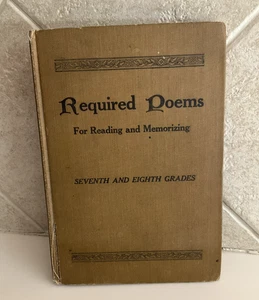 Required Poems
For Reading and Memorizing
SEVENTH AND EIGHTH GRADES